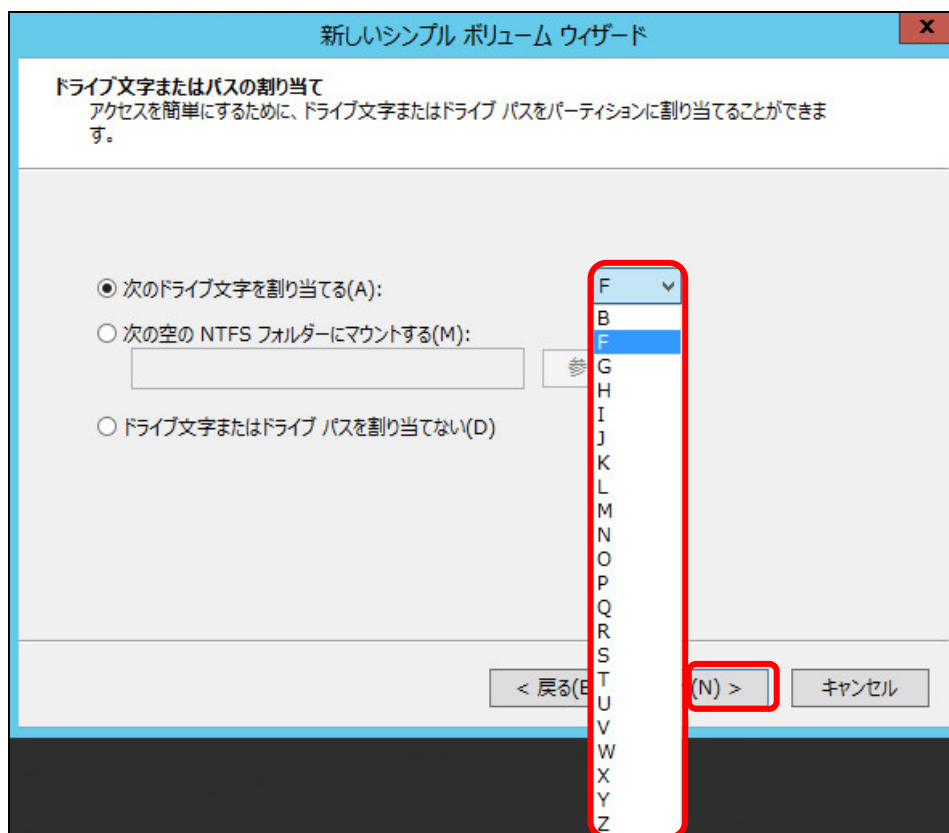 新しいシンプル ボリューム ウィザード
x
ドライブ文字またはパスの割り当て
アクセスを簡単にするために、ドライブ文字またはドライブ パスをパーティションに割り当てることができま
す。
次のドライブ文字を割り当てる(A):
F
次の空の NTFS フォルダーにマウントする(M):
参
ドライブ文字またはドライブ パスを割り当てない(D)
B
F
G
H
I
J
K
L
M
N
O
P
Q
R
S
T
U
V
W
X
Y
Z
< 戻る(B
(N) >
キャンセル